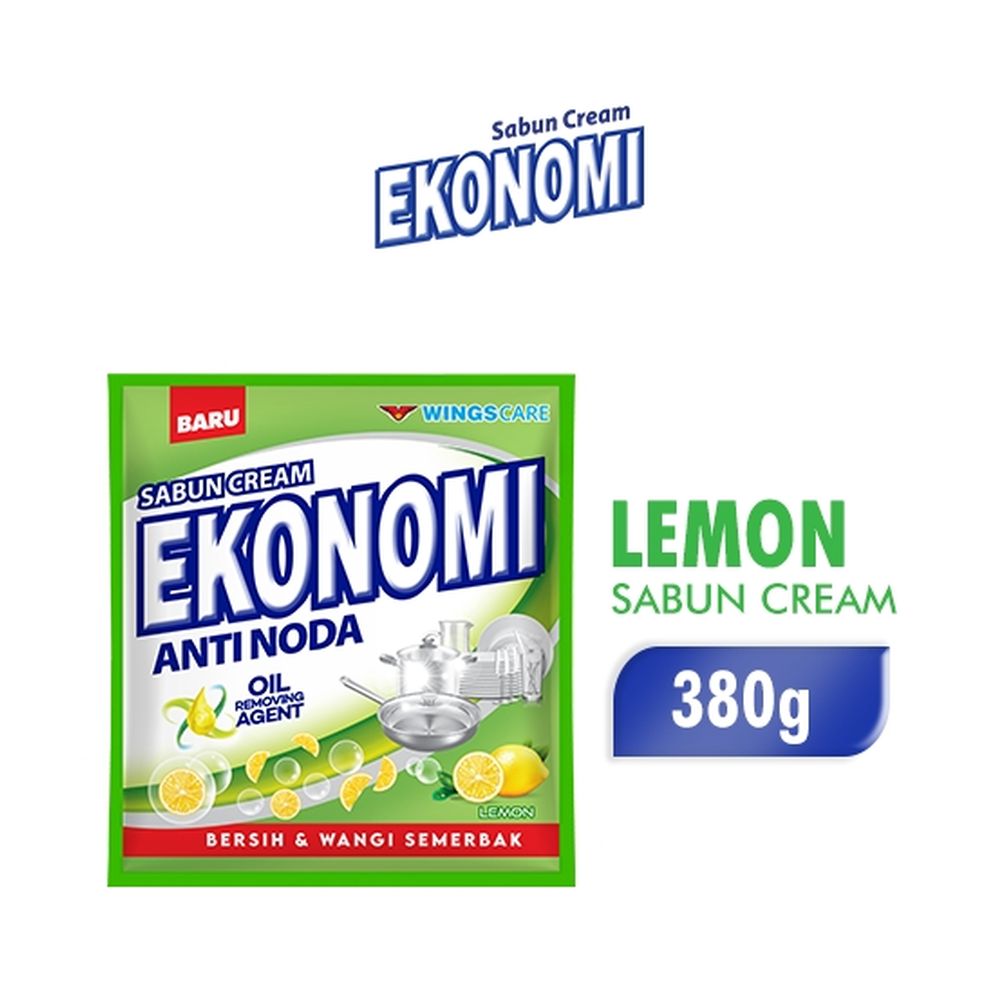 Sabun Cream
EKONOMI
BARU
WINGSCARE
SABUN CREAM
EKONOMI
ANTI NODA
OIL
REMOVING
AGENT
LEMON
BERSIH & WANGI SEMERBAK
LEMON
SABUN CREAM
380g